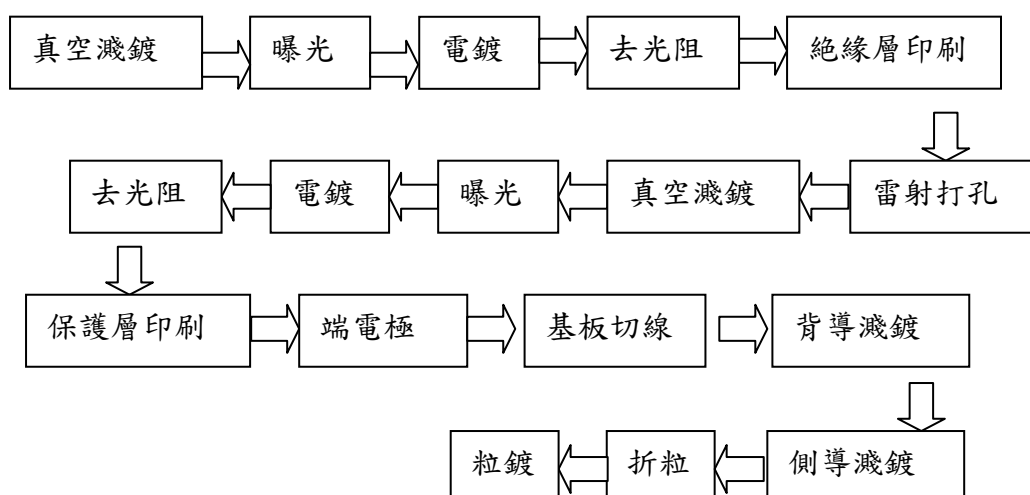 真空濺鍍 曝光 電鍍 去光阻 絕緣層印刷
去光阻 電鍍 曝光 真空濺鍍 雷射打孔
保護層印刷 端電極 基板切線 背導濺鍍
粒鍍 折粒 側導濺鍍